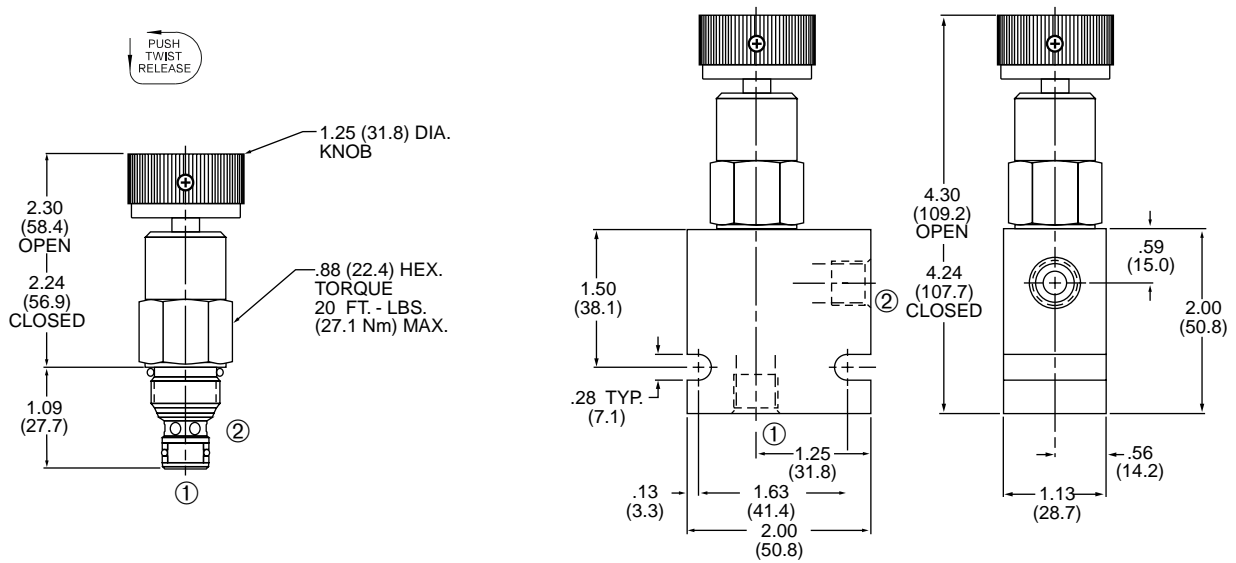 PUSH
TWIST
RELEASE
1.25 (31.8) DIA.
KNOB
2.30
(58.4)
OPEN
2.24
(56.9)
CLOSED
.88 (22.4) HEX.
TORQUE
20 FT. - LBS.
(27.1 Nm) MAX.
1.09
(27.7)
②
①
1.50
(38.1)
.28 TYP.
(7.1)
②
①
1.25
(31.8)
.13
(3.3)
1.63
(41.4)
2.00
(50.8)
4.30
(109.2)
OPEN
4.24
(107.7)
CLOSED
.59
(15.0)
2.00
(50.8)
.56
(14.2)
1.13
(28.7)